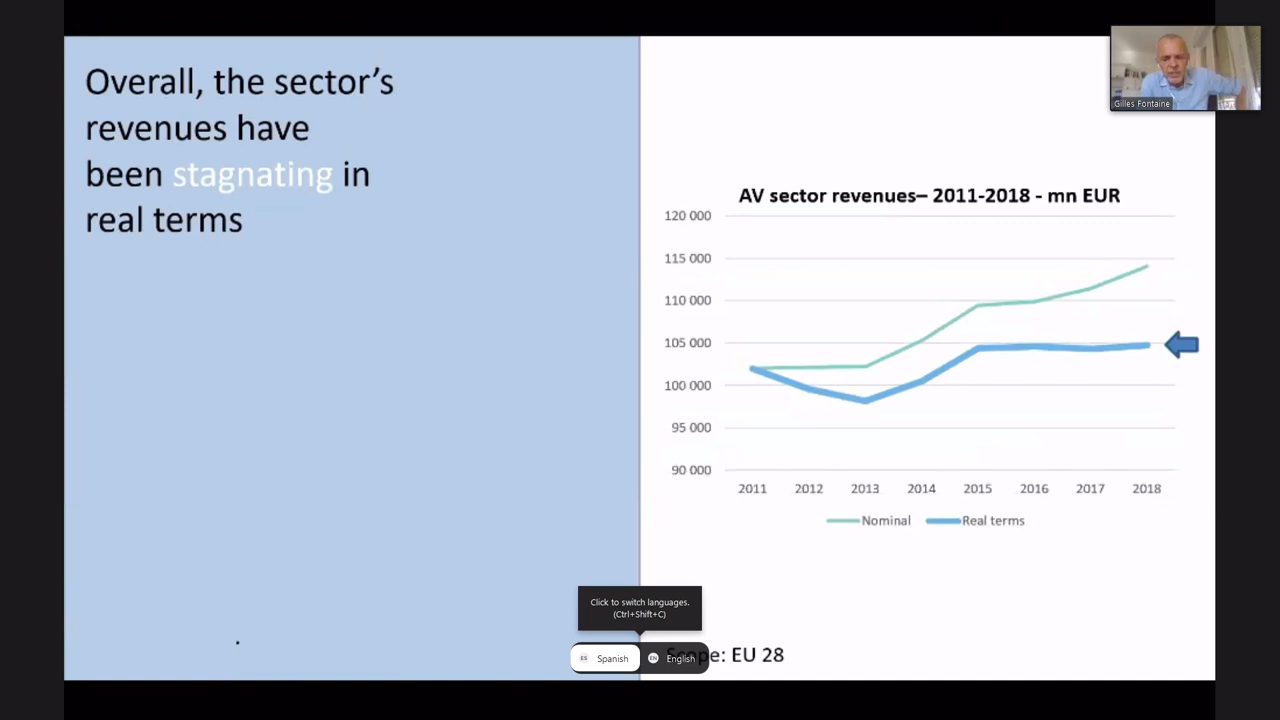 Overall, the sector's
revenues have
been stagnating in
real terms
Gilles Fontaine
AV sector revenues– 2011-2018 - mn EUR
120 000
115 000
110 000
105 000
100 000
95 000
90 000
2011 2012 2013 2014 2015 2016 2017 2018
Nominal Real terms
Click to switch languages.
(Ctrl+Shift+C)
ES Spanish EN English
Scope: EU 28